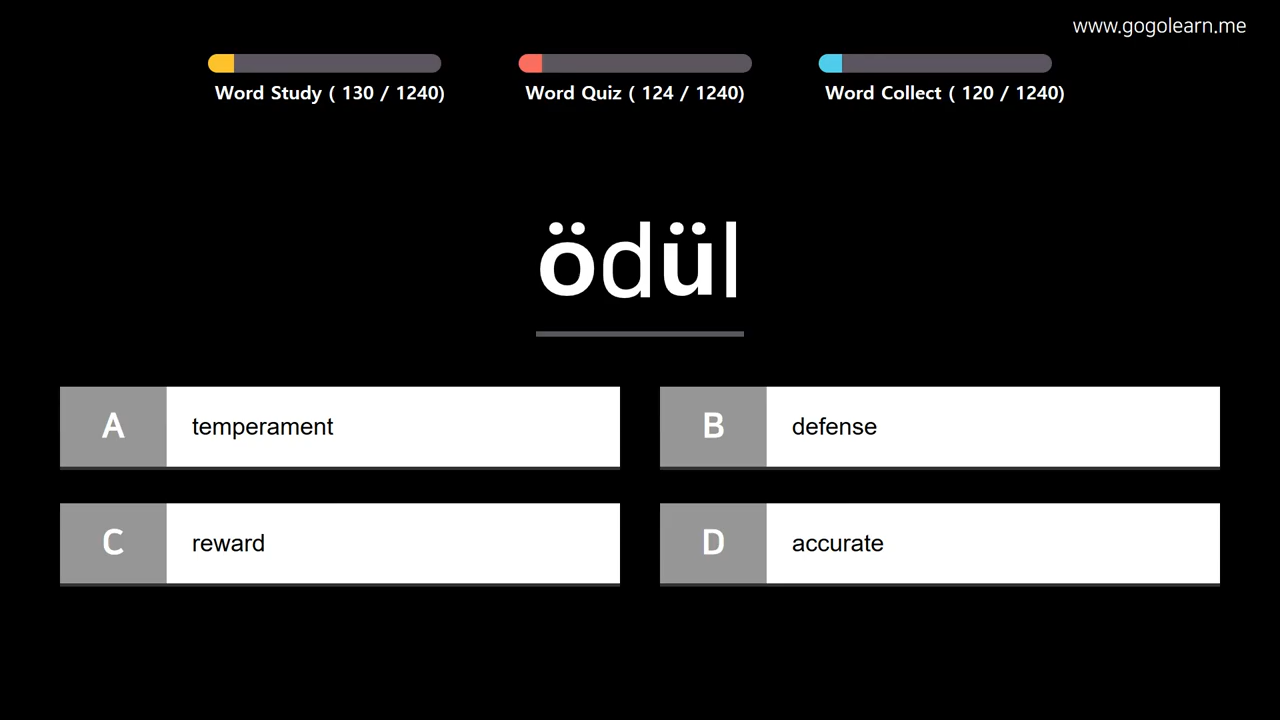 www.gogolearn.me
Word Study ( 130 / 1240)
Word Quiz ( 124 / 1240)
Word Collect ( 120 / 1240)
ödül
A temperament
B defense
C reward
D accurate